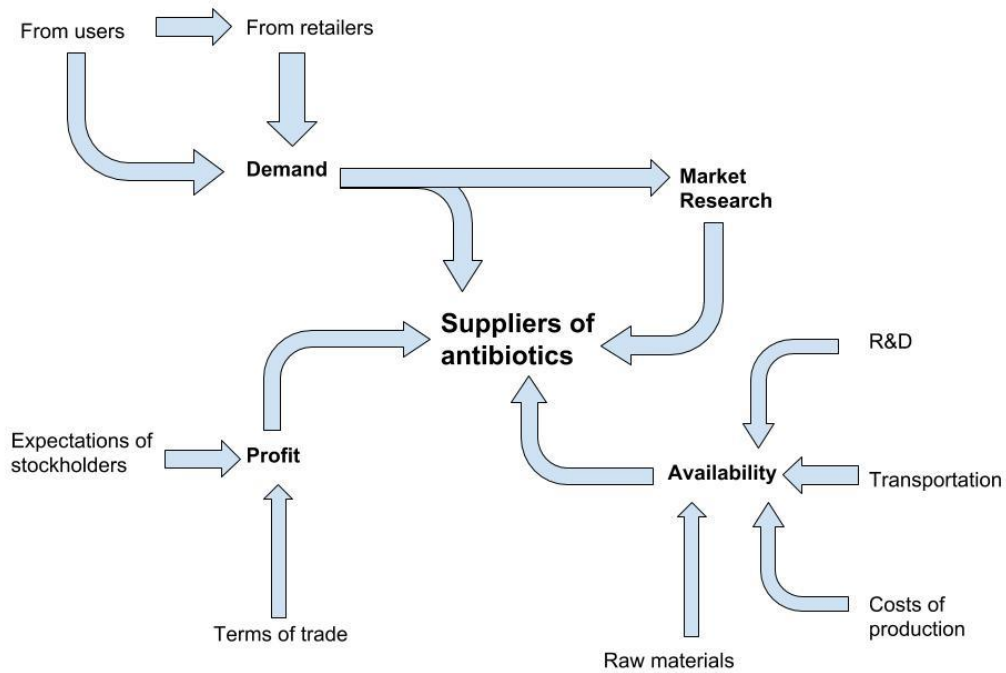 From users
From retailers
Demand
Market
Research
Suppliers of
antibiotics
R&D
Expectations of
stockholders
Profit
Availability
Transportation
Terms of trade
Costs of
production
Raw materials